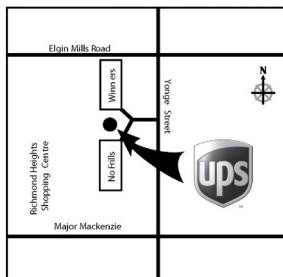 Elgin Mills Road
Winners
Yonge Street
N
No Frills
Richmond Heights
Shopping Centre
ups
Major Mackenzie